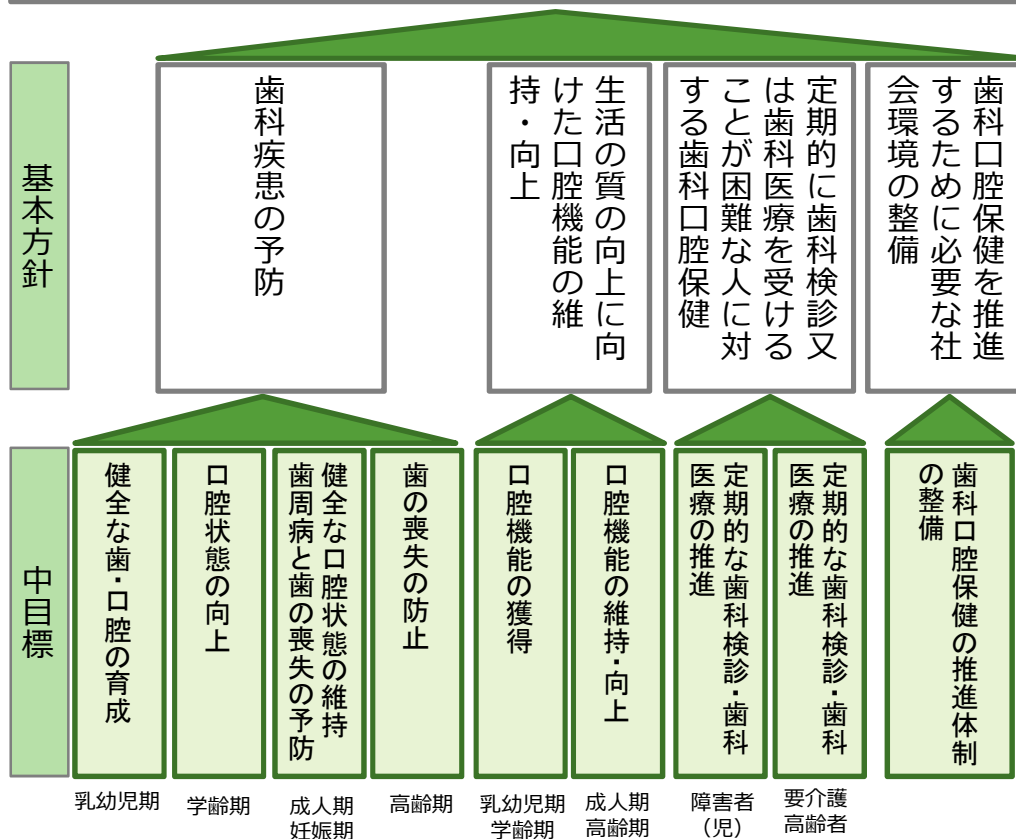 基本方針
歯科疾患の予防
生活の質の向上に向
けた口腔機能の維
持・向上
定期的に歯科検診又
は歯科医療を受ける
ことが困難な人に対
する歯科口腔保健
歯科口腔保健を推進
するために必要な社
会環境の整備
中目標
健全な歯・口腔の育成
口腔状態の向上
健全な口腔状態の維持
歯周病と歯の喪失の予防
歯の喪失の防止
口腔機能の獲得
口腔機能の維持・向上
定期的な歯科検診・歯科
医療の推進
定期的な歯科検診・歯科
医療の推進
歯科口腔保健の推進体制
の整備
乳幼児期
学齢期
成人期
妊娠期
高齢期
乳幼児期
学齢期
成人期
高齢期
障害者
（児）
要介護
高齢者